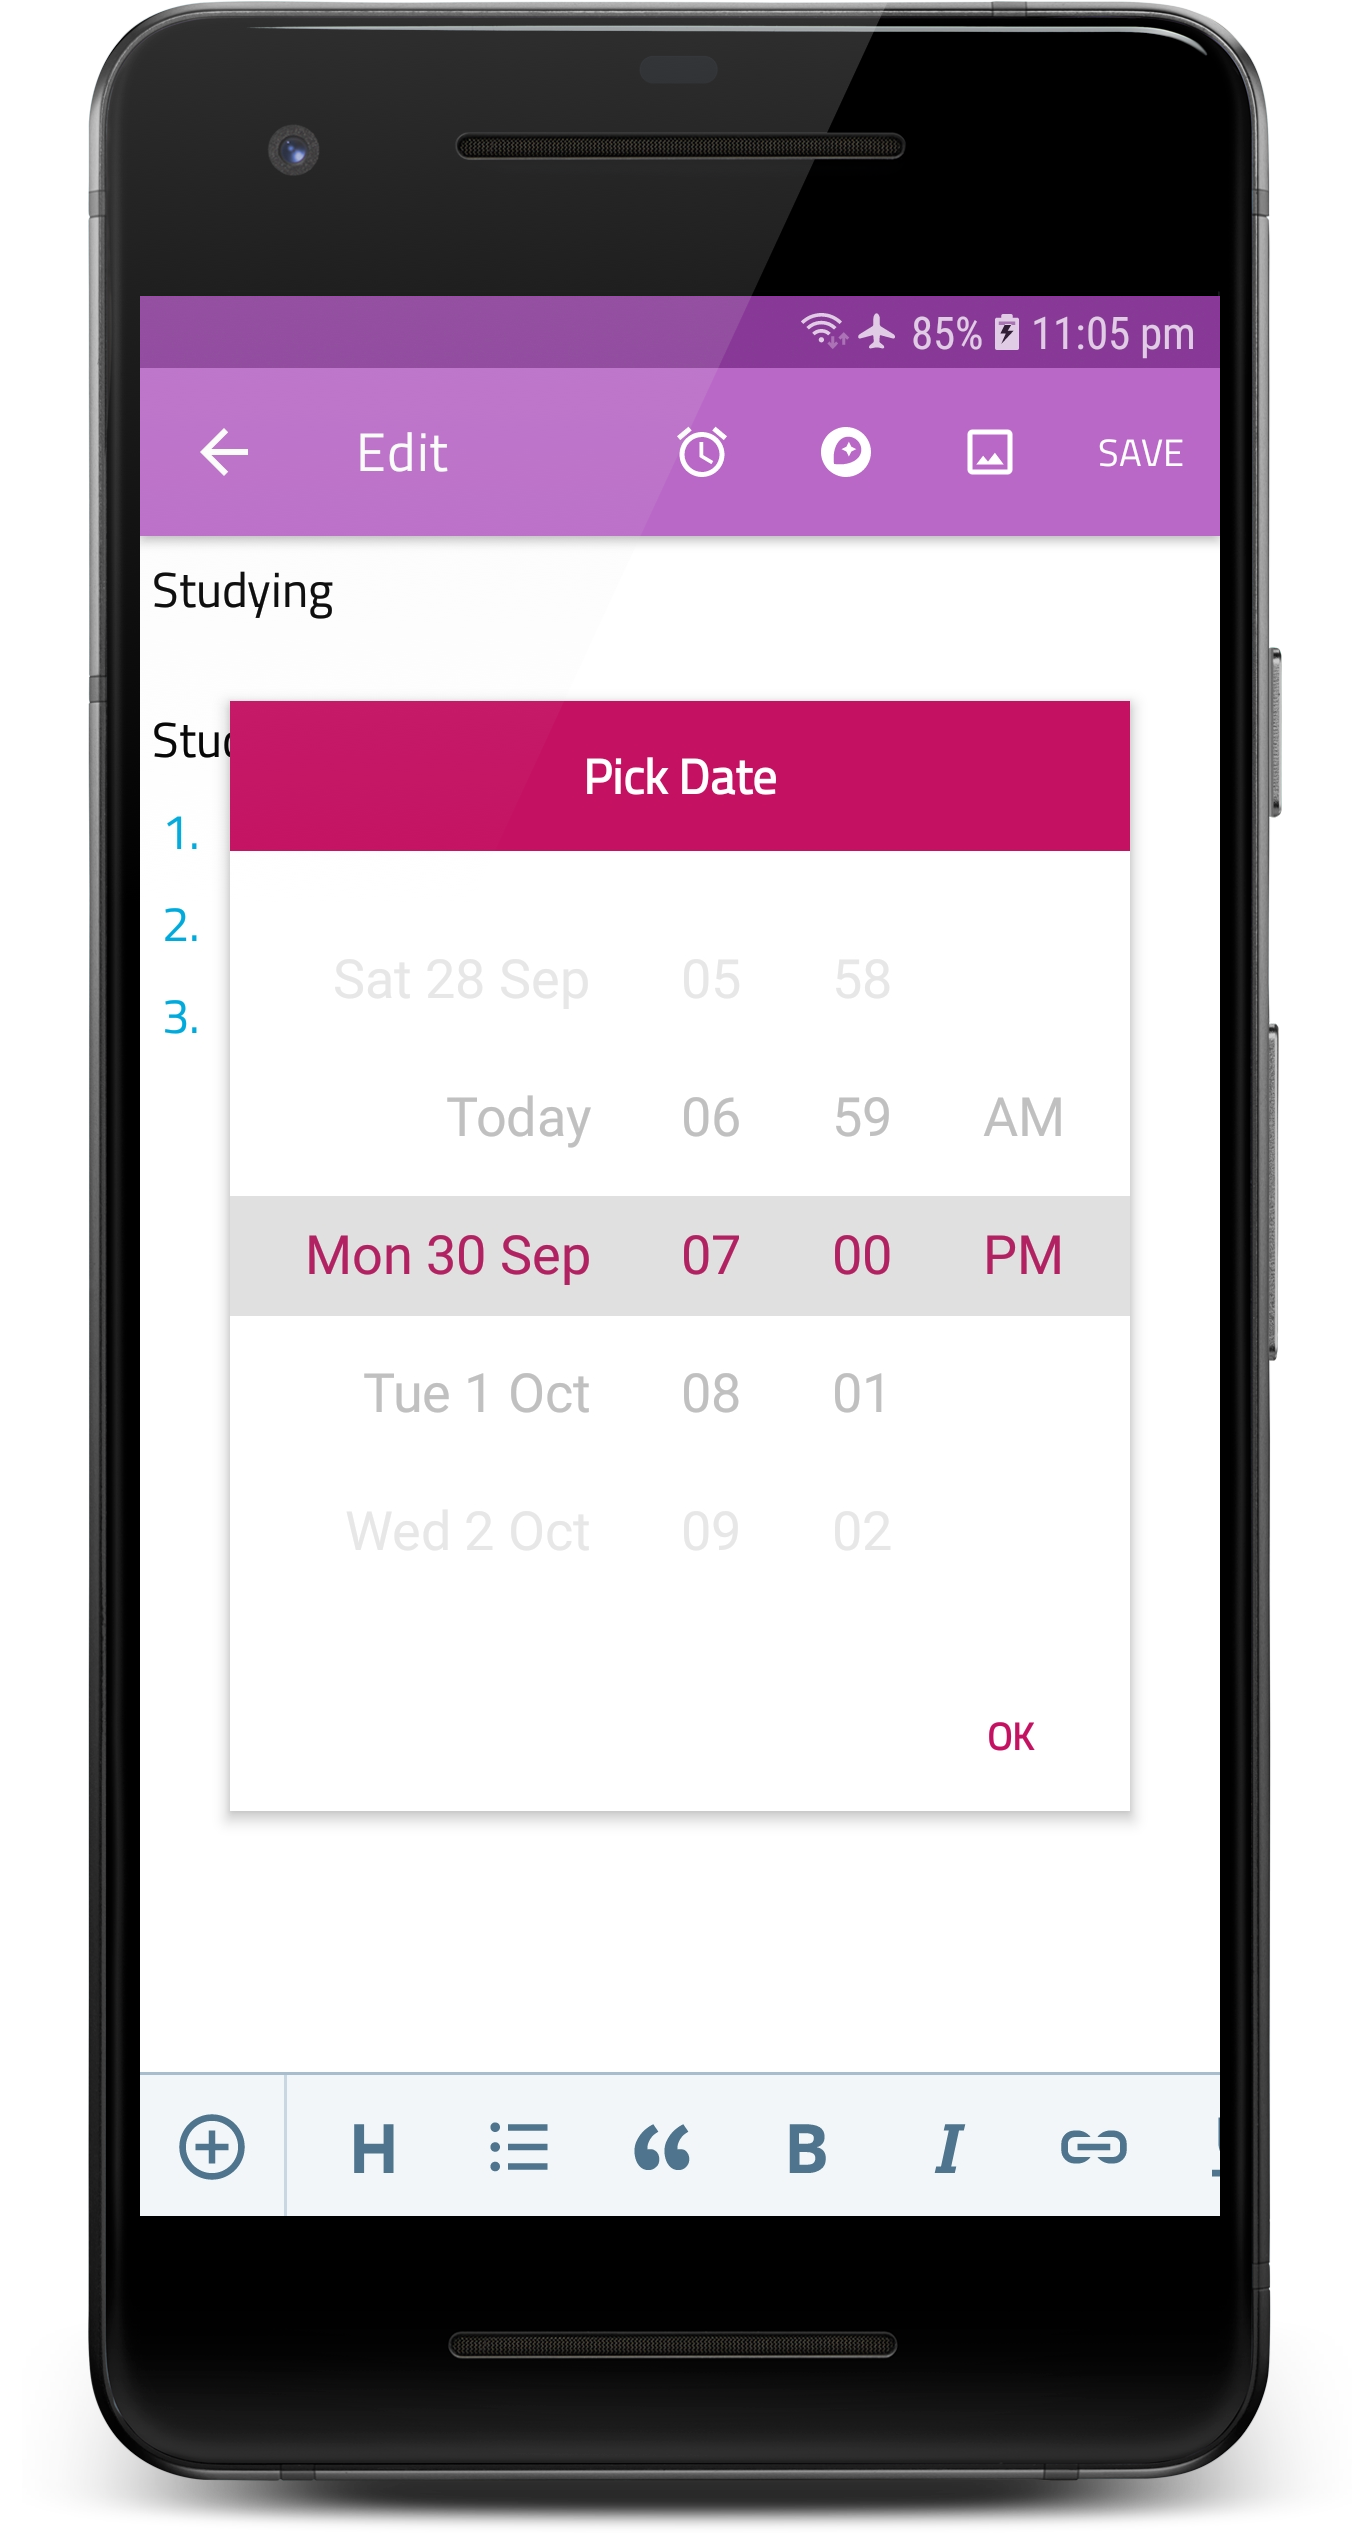 85% 11:05 pm
Edit SAVE
Studying
Pick Date
1.
2.
3.
Sat 28 Sep 05 58
Today 06 59 AM
Mon 30 Sep 07 00 PM
Tue 1 Oct 08 01
Wed 2 Oct 09 02
OK
H B I